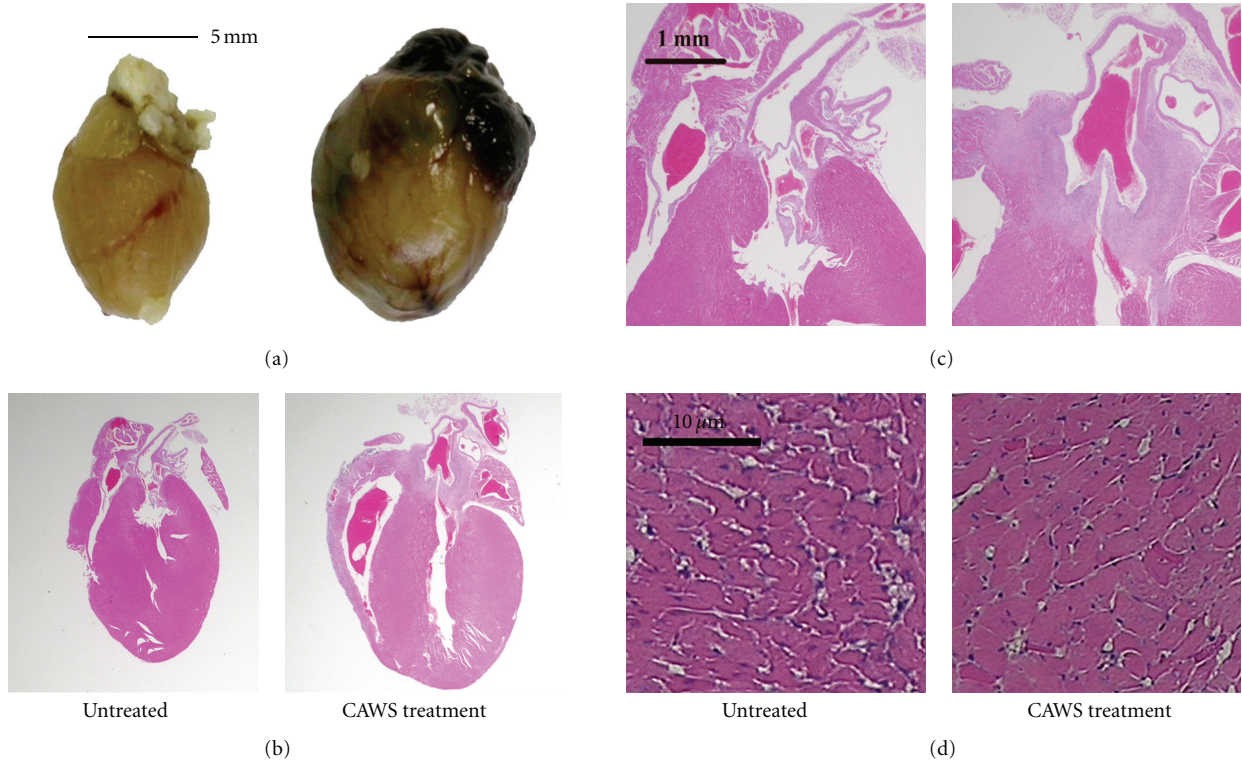 5 mm
(a)
Untreated
CAWS treatment
(b)
1 mm
(c)
10 μm
Untreated
CAWS treatment
(d)